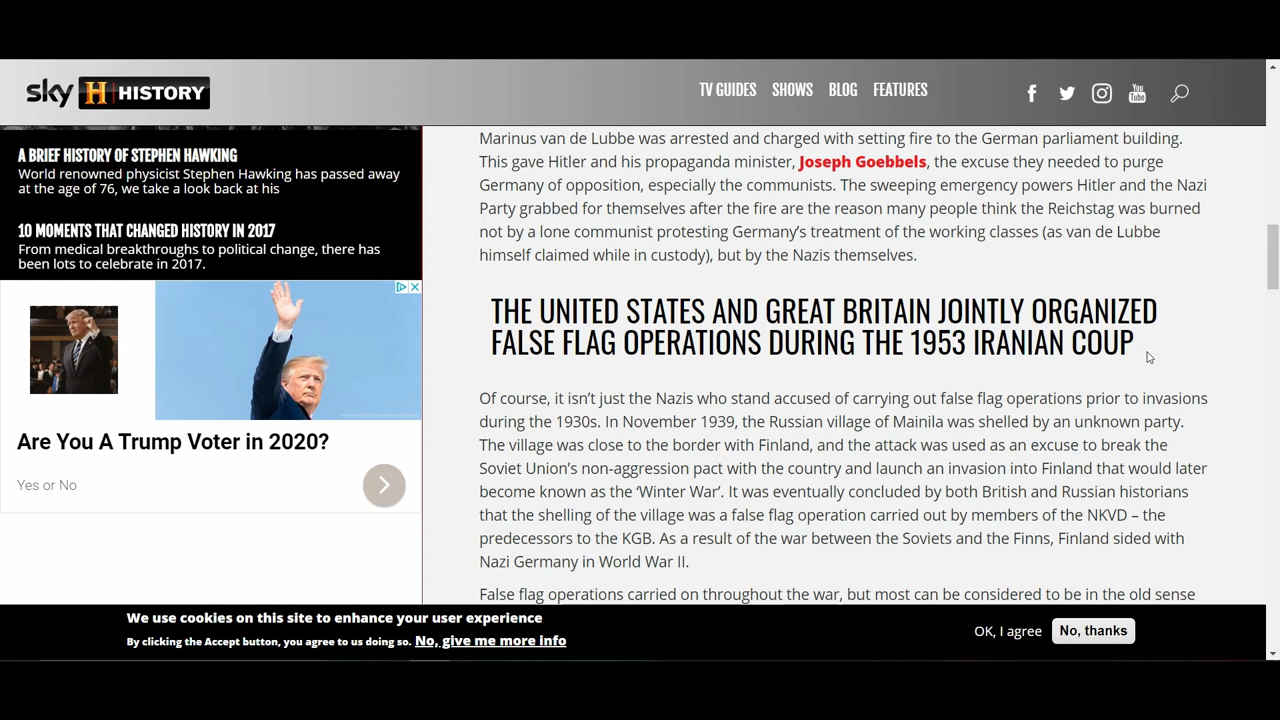 sky HISTORY
TV GUIDES SHOWS BLOG FEATURES
You Tube
A BRIEF HISTORY OF STEPHEN HAWKING
World renowned physicist Stephen Hawking has passed away
at the age of 76, we take a look back at his
10 MOMENTS THAT CHANGED HISTORY IN 2017
From medical breakthroughs to political change, there has
been lots to celebrate in 2017.
Are You A Trump Voter in 2020?
Yes or No
Marinus van de Lubbe was arrested and charged with setting fire to the German parliament building.
This gave Hitler and his propaganda minister, Joseph Goebbels, the excuse they needed to purge
Germany of opposition, especially the communists. The sweeping emergency powers Hitler and the Nazi
Party grabbed for themselves after the fire are the reason many people think the Reichstag was burned
not by a lone communist protesting Germany’s treatment of the working classes (as van de Lubbe
himself claimed while in custody), but by the Nazis themselves.
THE UNITED STATES AND GREAT BRITAIN JOINTLY ORGANIZED
FALSE FLAG OPERATIONS DURING THE 1953 IRANIAN COUP
Of course, it isn’t just the Nazis who stand accused of carrying out false flag operations prior to invasions
during the 1930s. In November 1939, the Russian village of Mainila was shelled by an unknown party.
The village was close to the border with Finland, and the attack was used as an excuse to break the
Soviet Union’s non-aggression pact with the country and launch an invasion into Finland that would later
become known as the ‘Winter War’. It was eventually concluded by both British and Russian historians
that the shelling of the village was a false flag operation carried out by members of the NKVD – the
predecessors to the KGB. As a result of the war between the Soviets and the Finns, Finland sided with
Nazi Germany in World War II.
False flag operations carried on throughout the war, but most can be considered to be in the old sense
We use cookies on this site to enhance your user experience
By clicking the Accept button, you agree to us doing so. No, give me more info
OK, I agree
No, thanks